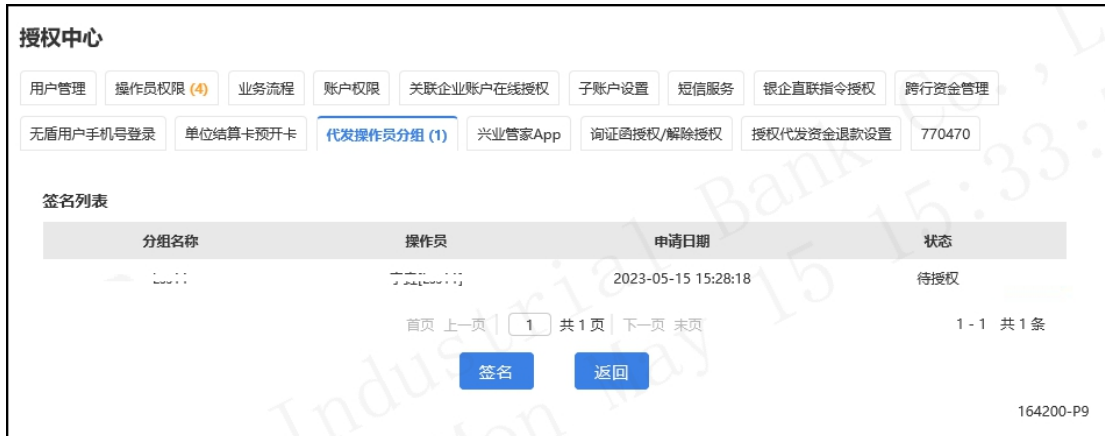 授权中心
用户管理 操作员权限 (4) 业务流程 账户权限 关联企业账户在线授权 子账户设置 短信服务 银企直联指令授权 跨行资金管理
无盾用户手机号登录 单位结算卡预开卡 代发操作员分组 (1) 兴业管家App 询证函授权/解除授权 授权代发资金退款设置 770470
签名列表
分组名称 操作员 申请日期 状态
2023-05-15 15:28:18 待授权
首页 上一页 1 共1页 下一页 末页 1 - 1 共1条
签名 返回
164200-P9
Industrial Bank Co., L
Mon May 15 15:33: